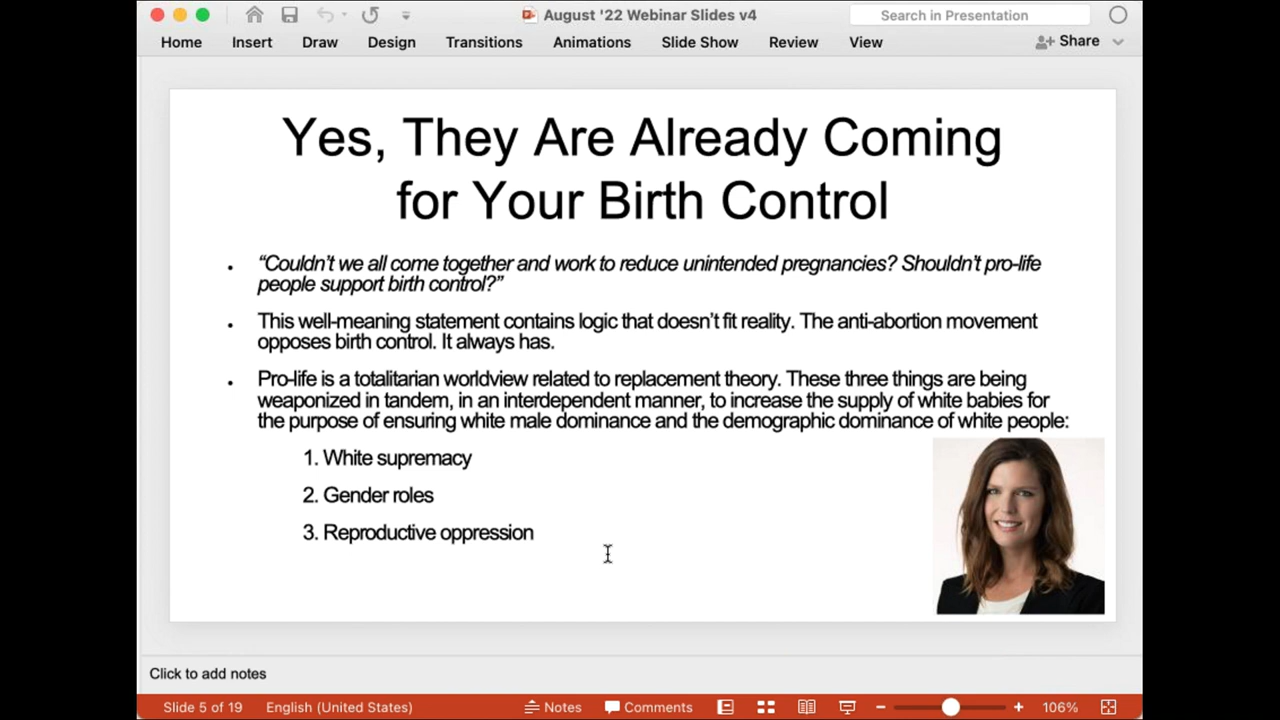 August '22 Webinar Slides v4
Search in Presentation
Home Insert Draw Design Transitions Animations Slide Show Review View Share
Yes, They Are Already Coming
for Your Birth Control
• “Couldn’t we all come together and work to reduce unintended pregnancies? Shouldn’t pro-life
people support birth control?”
• This well-meaning statement contains logic that doesn’t fit reality. The anti-abortion movement
opposes birth control. It always has.
• Pro-life is a totalitarian worldview related to replacement theory. These three things are being
weaponized in tandem, in an interdependent manner, to increase the supply of white babies for
the purpose of ensuring white male dominance and the demographic dominance of white people:
1. White supremacy
2. Gender roles
3. Reproductive oppression
Click to add notes
Slide 5 of 19 English (United States) Notes Comments 106%